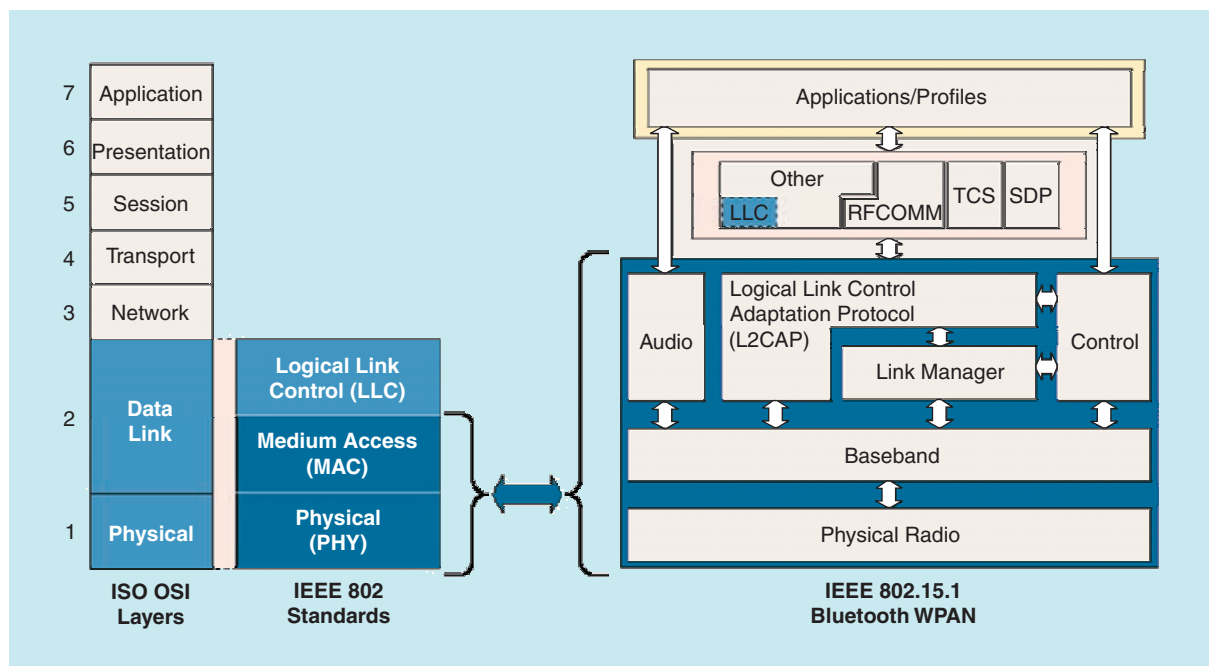 7
Application
6
Presentation
5
Session
4
Transport
3
Network
2
Data
Link
1
Physical
ISO OSI
Layers
Logical Link
Control (LLC)
Medium Access
(MAC)
Physical
(PHY)
IEEE 802
Standards
Applications/Profiles
Other
LLC
RFCOMM
TCS
SDP
Audio
Logical Link Control
Adaptation Protocol
(L2CAP)
Link Manager
Control
Baseband
Physical Radio
IEEE 802.15.1
Bluetooth WPAN